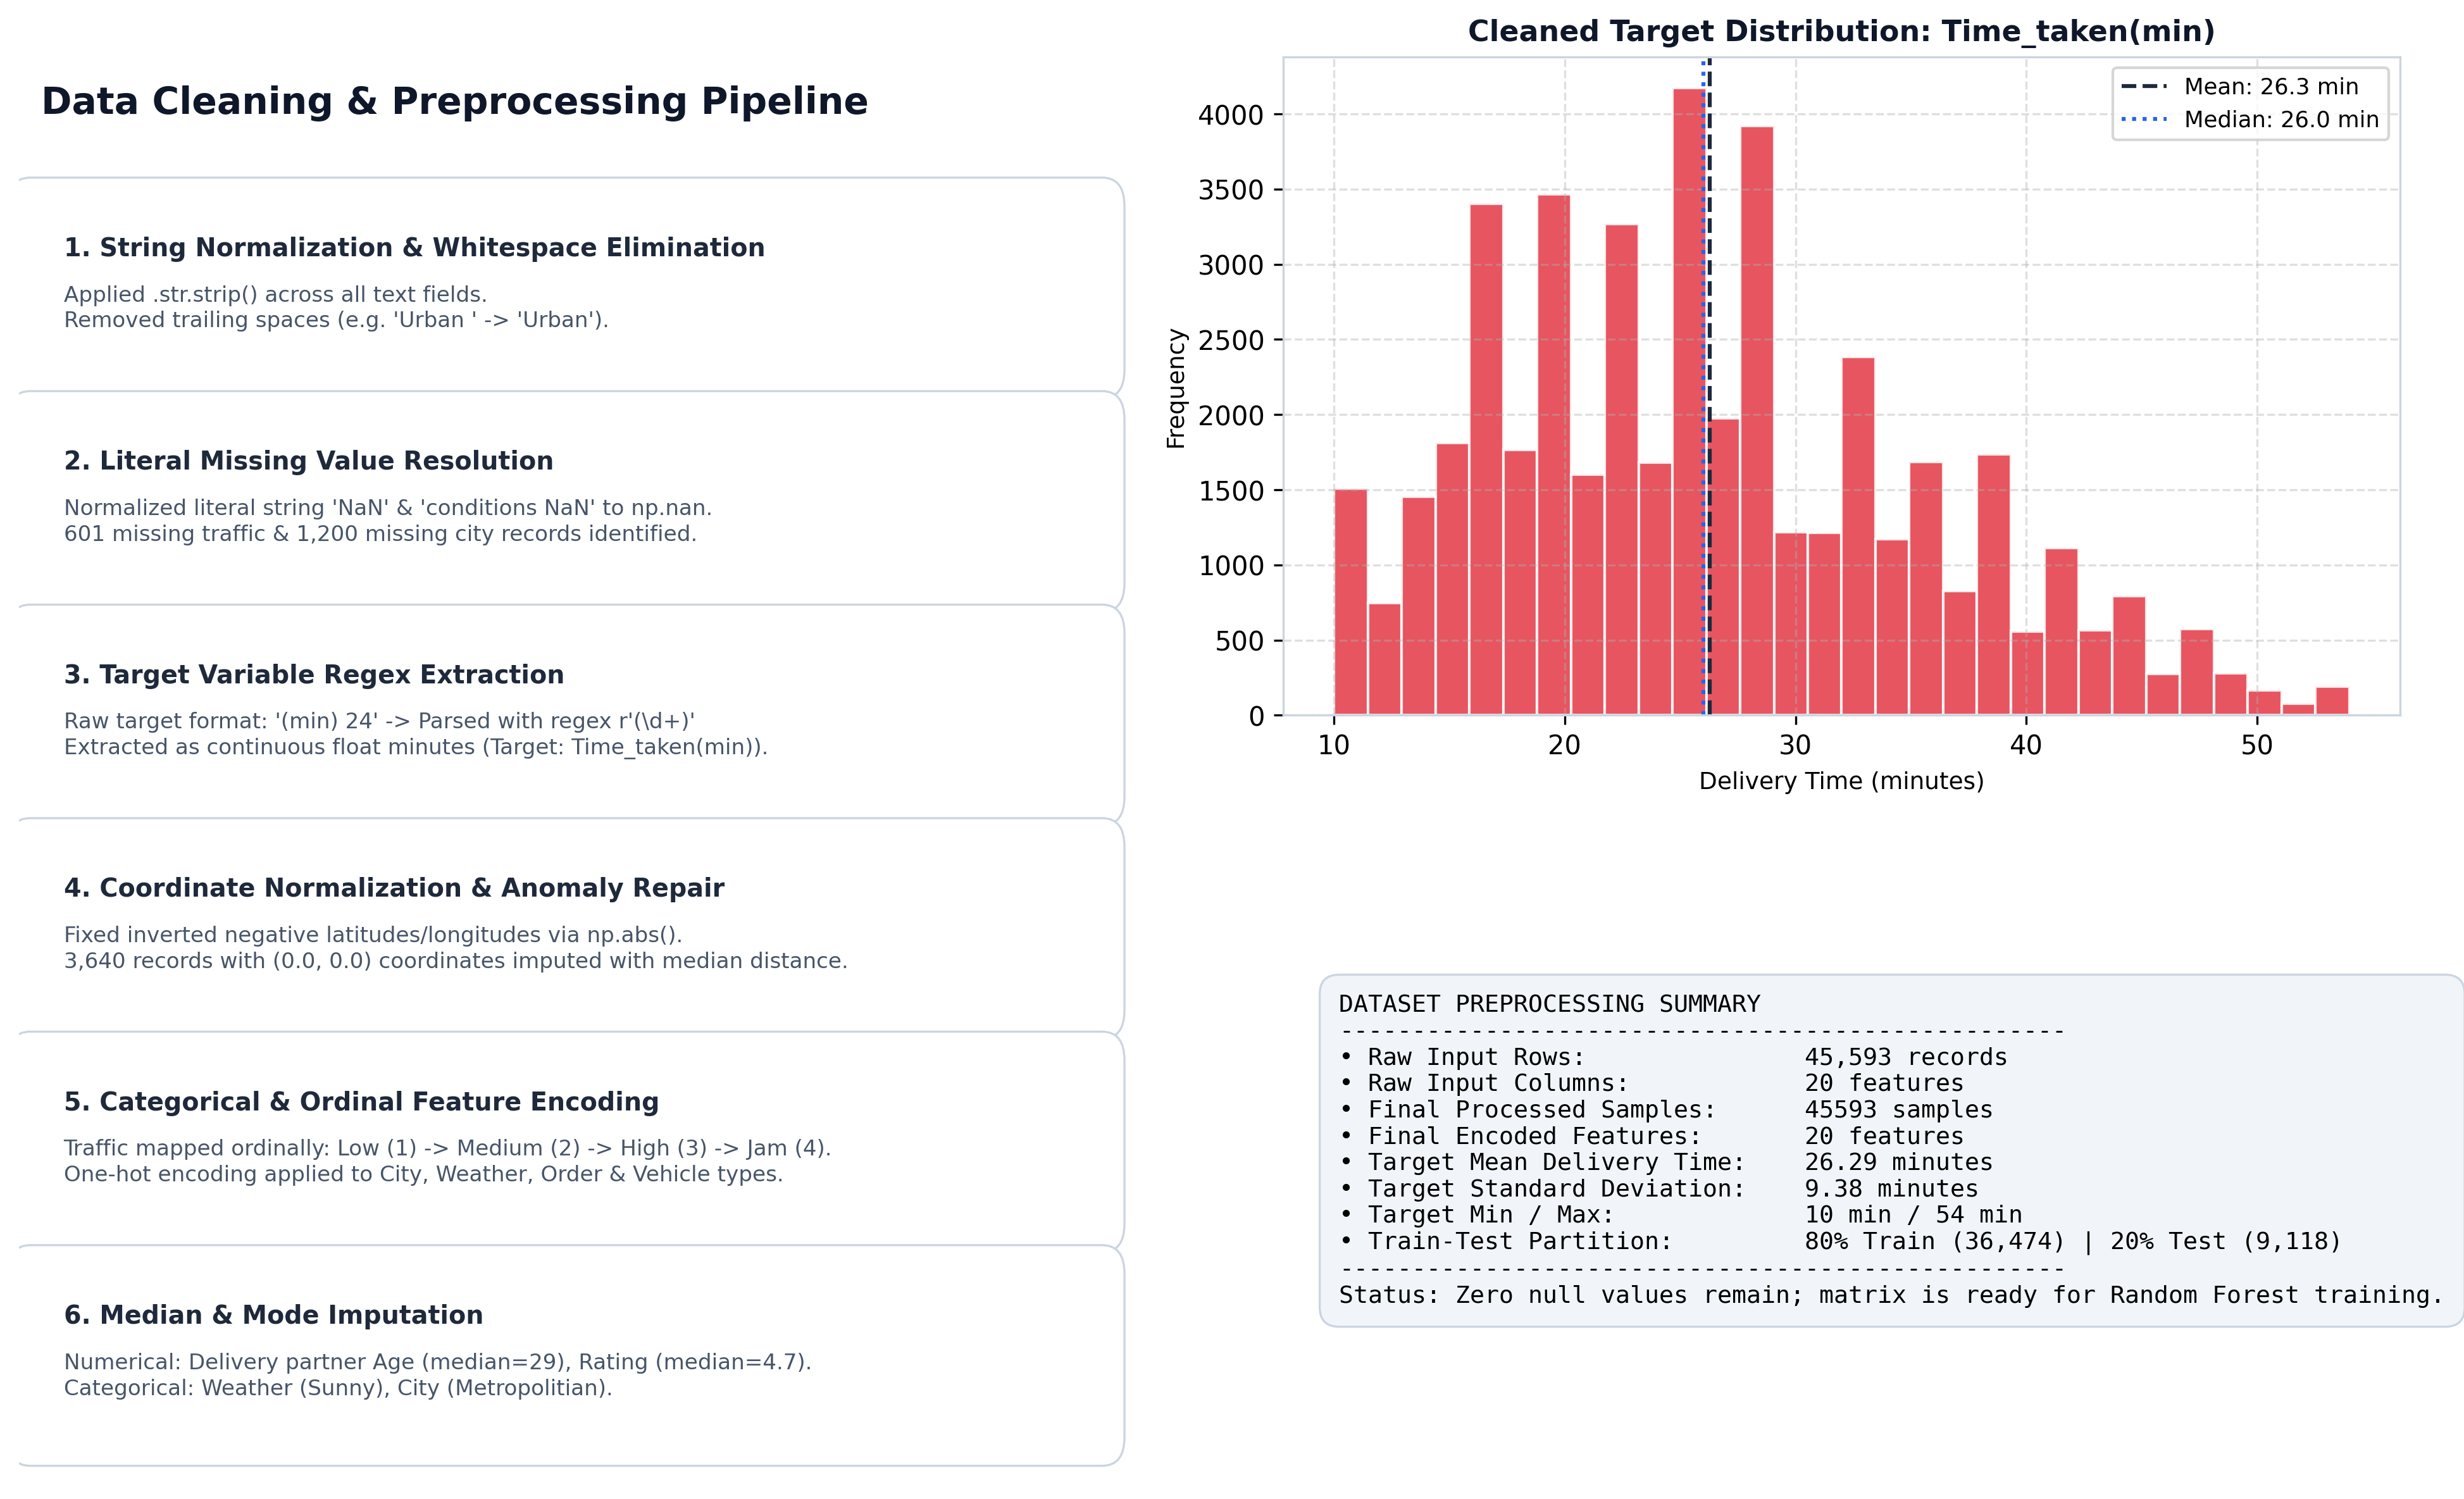 Data Cleaning & Preprocessing Pipeline
1. String Normalization & Whitespace Elimination
Applied .str.strip() across all text fields.
Removed trailing spaces (e.g. 'Urban ' -> 'Urban').
2. Literal Missing Value Resolution
Normalized literal string 'NaN' & 'conditions NaN' to np.nan.
601 missing traffic & 1,200 missing city records identified.
3. Target Variable Regex Extraction
Raw target format: '(min) 24' -> Parsed with regex r'(\d+)'
Extracted as continuous float minutes (Target: Time_taken(min)).
4. Coordinate Normalization & Anomaly Repair
Fixed inverted negative latitudes/longitudes via np.abs().
3,640 records with (0.0, 0.0) coordinates imputed with median distance.
5. Categorical & Ordinal Feature Encoding
Traffic mapped ordinally: Low (1) -> Medium (2) -> High (3) -> Jam (4).
One-hot encoding applied to City, Weather, Order & Vehicle types.
6. Median & Mode Imputation
Numerical: Delivery partner Age (median=29), Rating (median=4.7).
Categorical: Weather (Sunny), City (Metropolitian).
Cleaned Target Distribution: Time_taken(min)
Mean: 26.3 min
Median: 26.0 min
Frequency
4000
3500
3000
2500
2000
1500
1000
500
0
10 20 30 40 50
Delivery Time (minutes)
DATASET PREPROCESSING SUMMARY
--------------------------------------------------
• Raw Input Rows: 45,593 records
• Raw Input Columns: 20 features
• Final Processed Samples: 45593 samples
• Final Encoded Features: 20 features
• Target Mean Delivery Time: 26.29 minutes
• Target Standard Deviation: 9.38 minutes
• Target Min / Max: 10 min / 54 min
• Train-Test Partition: 80% Train (36,474) | 20% Test (9,118)
--------------------------------------------------
Status: Zero null values remain; matrix is ready for Random Forest training.